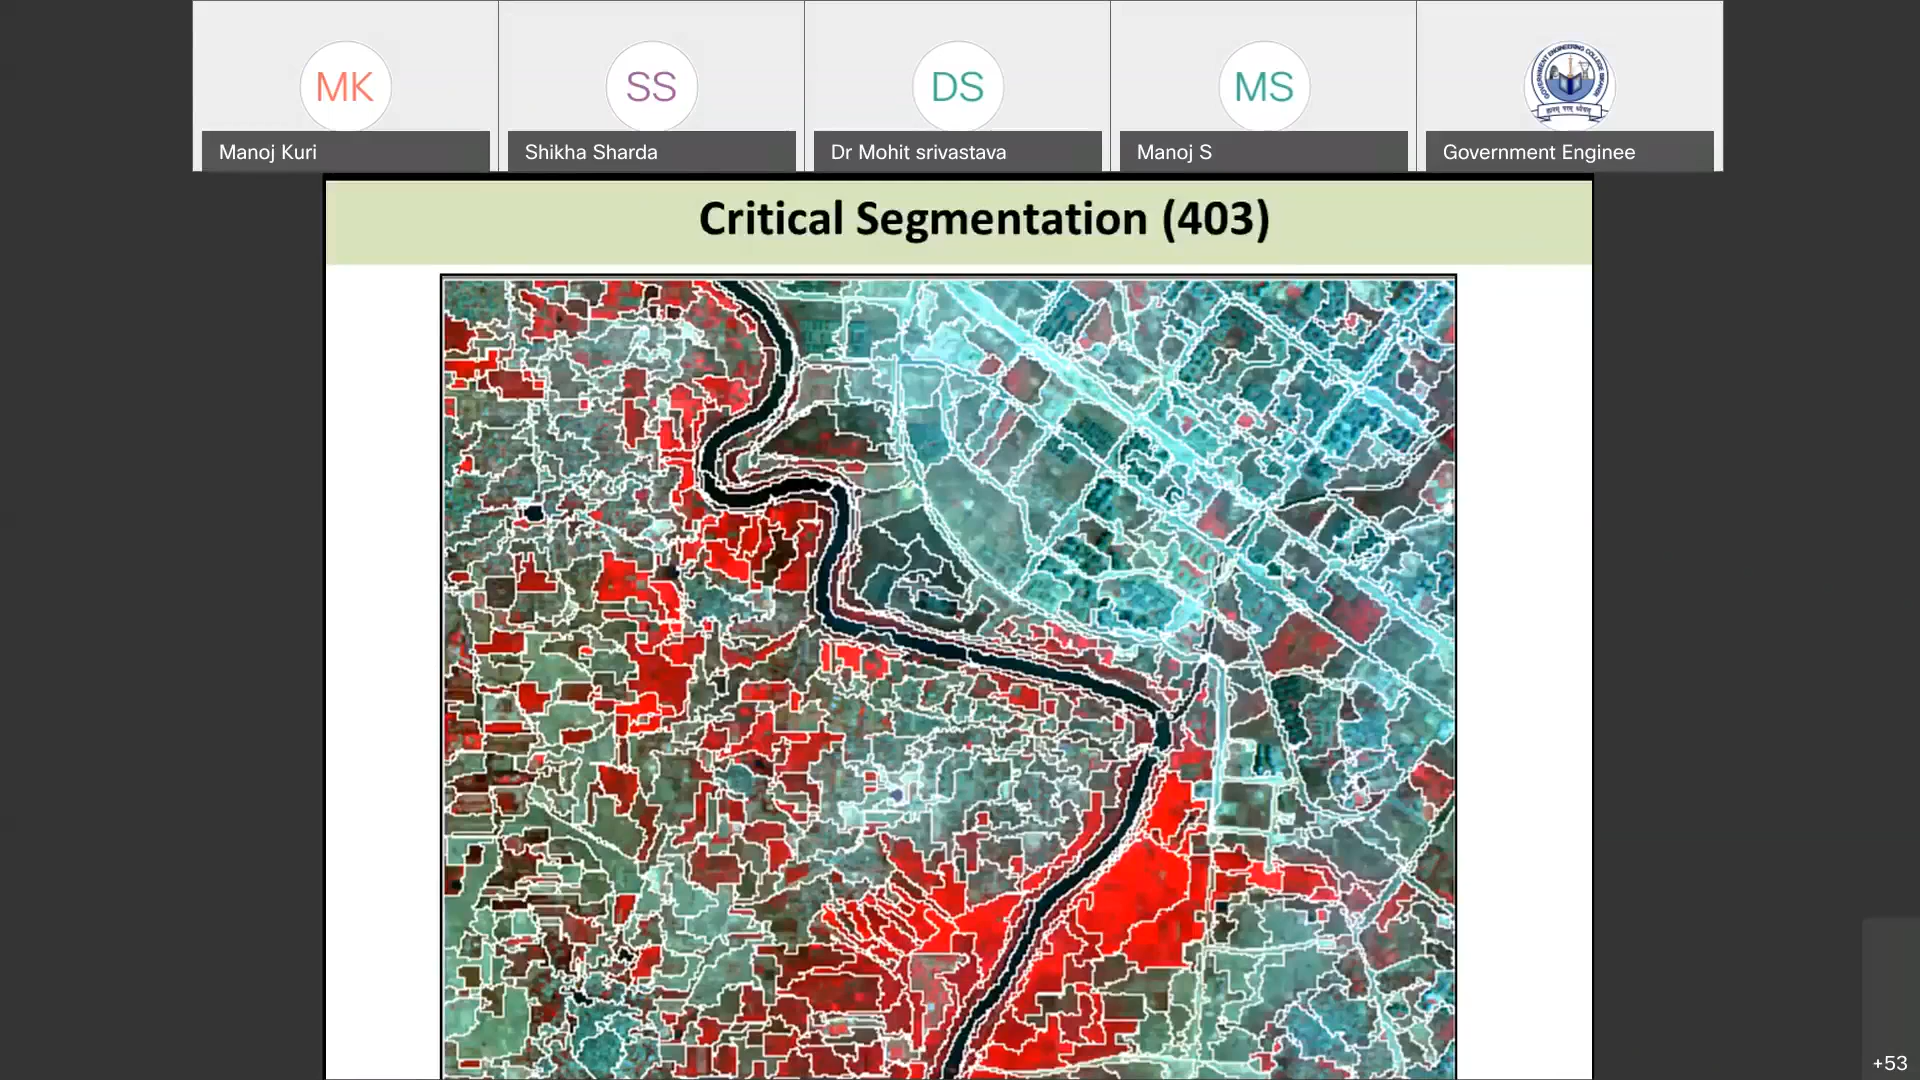 MK
SS
DS
MS
Manoj Kuri
Shikha Sharda
Dr Mohit srivastava
Manoj S
Government Enginee
Critical Segmentation (403)
+53